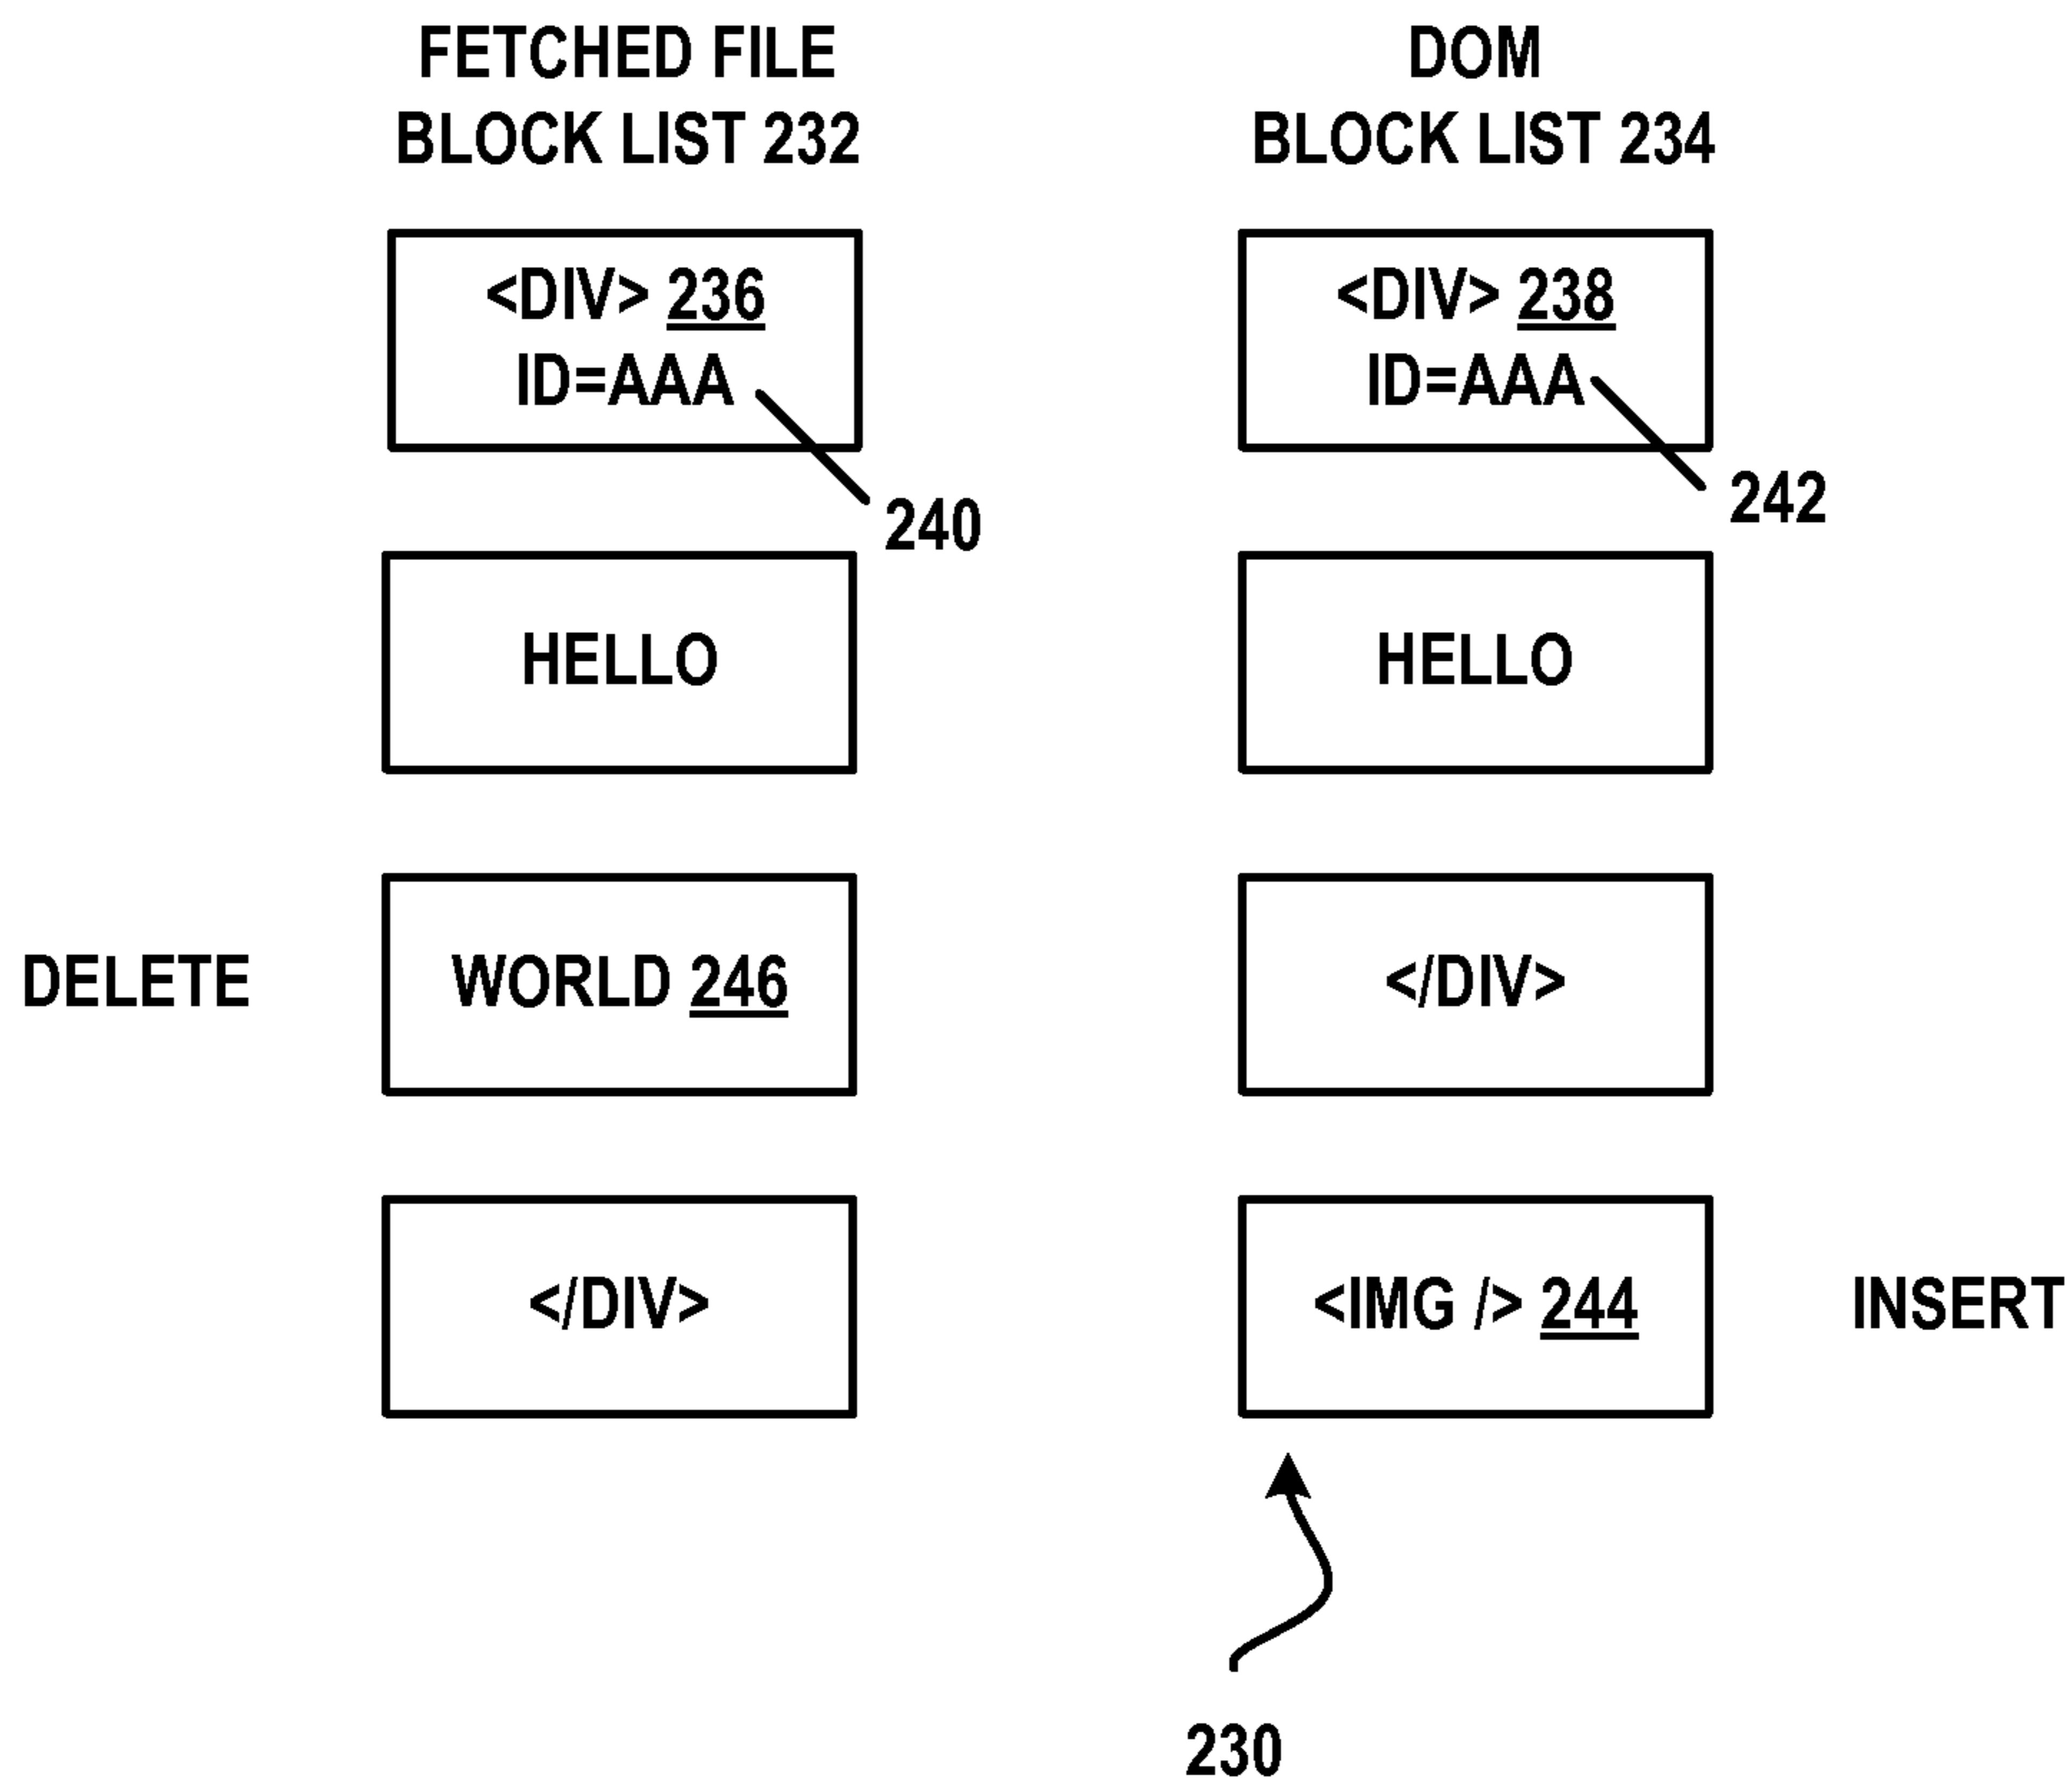 FETCHED FILE
BLOCK LIST 232
DOM
BLOCK LIST 234
<DIV> 236
ID=AAA
240
<DIV> 238
ID=AAA
242
HELLO
HELLO
DELETE
WORLD 246
</DIV>
</DIV>
<IMG /> 244
INSERT
230